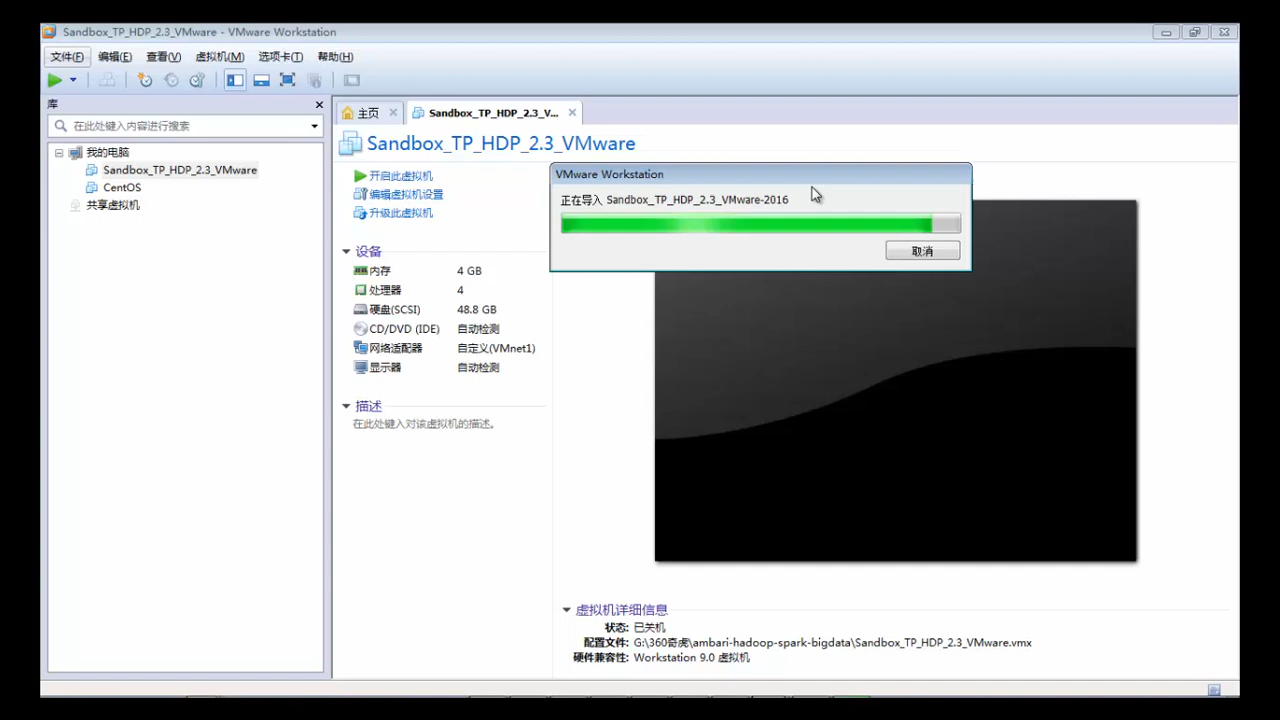 Sandbox_TP_HDP_2.3_VMware - VMware Workstation
文件(F) 编辑(E) 查看(V) 虚拟机(M) 选项卡(T) 帮助(H)
库
在此处键入内容进行搜索
我的电脑
Sandbox_TP_HDP_2.3_VMware
CentOS
共享虚拟机
主页
Sandbox_TP_HDP_2.3_V...
Sandbox_TP_HDP_2.3_VMware
开启此虚拟机
编辑虚拟机设置
升级此虚拟机
设备
内存 4 GB
处理器 4
硬盘(SCSI) 48.8 GB
CD/DVD (IDE) 自动检测
网络适配器 自定义(VMnet1)
显示器 自动检测
描述
在此处键入对该虚拟机的描述。
VMware Workstation
正在导入 Sandbox_TP_HDP_2.3_VMware-2016
取消
虚拟机详细信息
状态: 已关机
配置文件: G:\360奇虎\ambari-hadoop-spark-bigdata\Sandbox_TP_HDP_2.3_VMware.vmx
硬件兼容性: Workstation 9.0 虚拟机